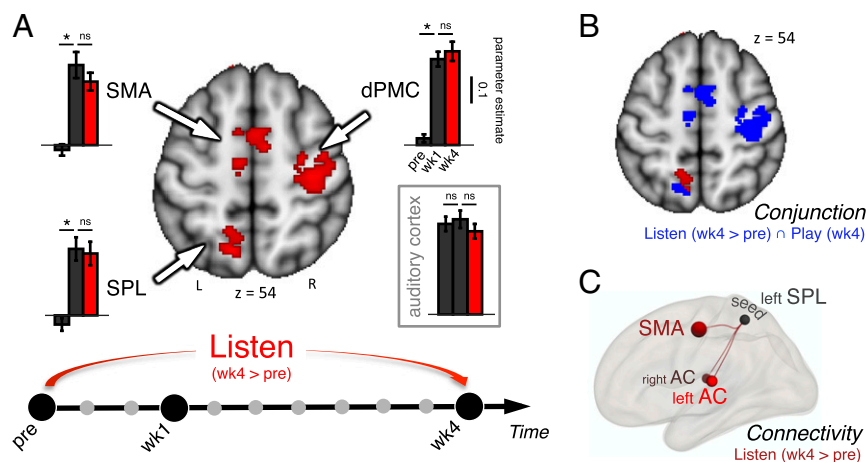 A
* ns
SMA
* ns
dPMC
parameter estimate
0.1
pre wk1 wk4
* ns
SPL
L
z = 54
R
ns ns
auditory cortex
Listen
(wk4 > pre)
pre
wk1
wk4
Time
B
z = 54
Conjunction
Listen (wk4 > pre) ∩ Play (wk4)
C
seed
left SPL
SMA
right AC
left AC
Connectivity
Listen (wk4 > pre)